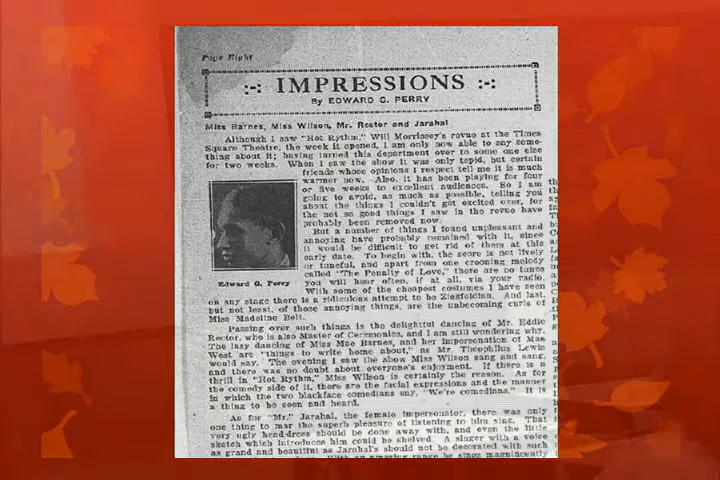 Page Eight
:-: IMPRESSIONS :-:
By EDWARD G. PERRY
Miss Barnes, Miss Wilson, Mr. Rector and Jarahal
Although I saw "Hot Rythm," Will Morrissey's revue at the Times
Square Theatre, the week it opened, I am only now able to say some-
thing about it; having turned this department over to some one else
for two weeks. When I saw the show it was only tepid, but certain
friends whose opinions I respect tell me it is much
warmer now. Also, it has been playing for four
or five weeks to excellent audiences. So I am
going to avoid, as much as possible, telling you
about the things I couldn't get excited over, for
the not so good things I saw in the revue have
probably been removed now.
But a number of things I found unpleasant and
annoying have probably remained with it, since
it would be difficult to get rid of them at this
early date. To begin with, the score is not lively
or tuneful, and apart from one crooning melody
called "The Penalty of Love," there are no tunes
you will hear often, if at all, via your radio.
With some of the cheapest costumes I have seen
on any stage there is a ridiculous attempt to be Ziegfeldian. And last,
but not least, of those annoying things, are the unbecoming curls of
Miss Madeline Belt.
Edward G. Perry
Passing over such things is the delightful dancing of Mr. Eddie
Rector, who is also Master of Ceremonies, and I am still wondering why.
The lazy dancing of Miss Mae Barnes, and her impersonation of Mae
West are "things to write home about," as Mr. Theophilus Lewis
would say. The evening I saw the show Miss Wilson sang and sang,
and there was no doubt about everyone's enjoyment. If there is a
thrill in "Hot Rythm," Miss Wilson is certainly the reason. As for
the comedy side of it, there are the facial expressions and the manner
in which the two blackface comedians say, "We're comedians." It is
a thing to be seen and heard.
As for "Mr." Jarahal, the female impersonator, there was only
one thing to mar the superb pleasure of listening to him sing. That
very ugly head-dress should be done away with, and even the little
sketch which introduces him could be shelved. A singer with a voice
as grand and beautiful as Jarahal's should not be decorated with such
With an amazing range he sings magnificently